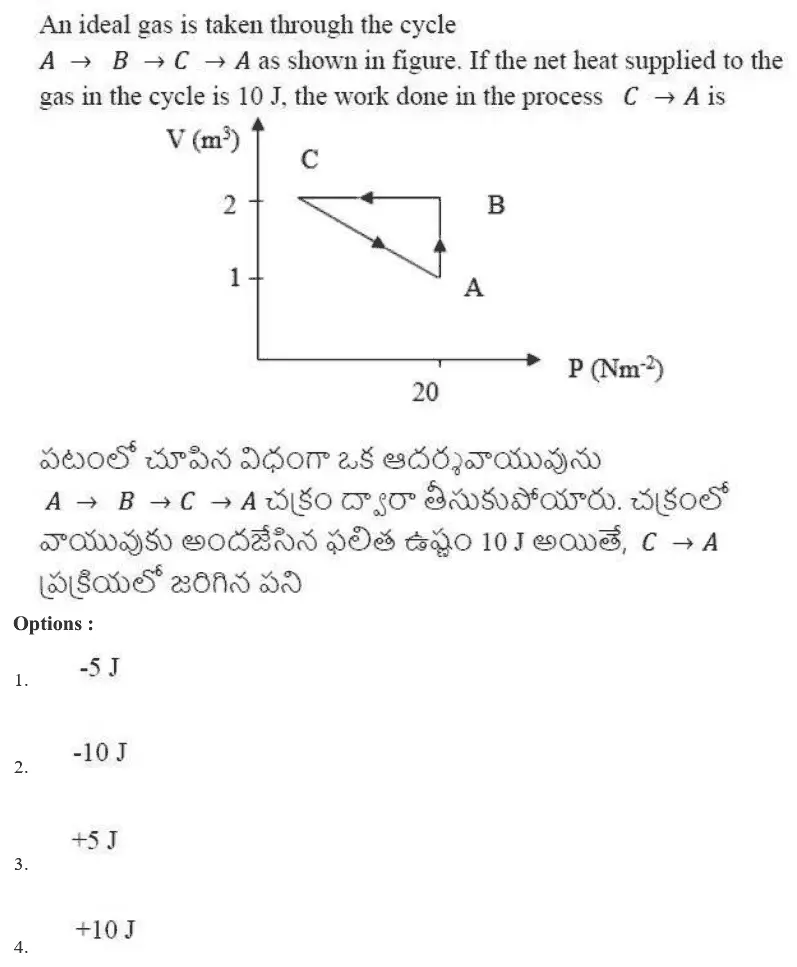 An ideal gas is taken through the cycle
A → B → C → A as shown in figure. If the net heat supplied to the
gas in the cycle is 10 J, the work done in the process C → A is
V (m³)
C
2
B
1
A
P (Nm⁻²)
20
పటంలో చూపిన విధంగా ఒక ఆదర్శవాయువును
A → B → C → A చక్రం ద్వారా తీసుకుపోయారు. చక్రంలో
వాయువుకు అందజేసిన ఫలిత ఉష్ణం 10 J అయితే, C → A
ప్రక్రియలో జరిగిన పని
Options :
1. -5 J
2. -10 J
3. +5 J
4. +10 J